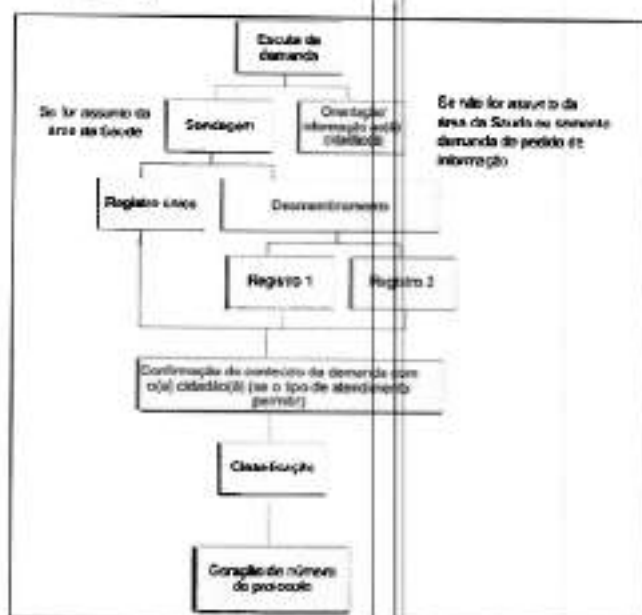 Escuta da
demanda
Se for assunto da
área da Saúde
Sondagem
Orientação/
informação ao(à)
cidadão(ã)
Se não for assunto da
área da Saúde ou somente
demanda de pedido de
informação
Registro único
Desmembramento
Registro 1
Registro 2
Confirmação do conteúdo da demanda com
o(a) cidadão(ã) (se o tipo de atendimento
permitir)
Classificação
Geração de número
de protocolo